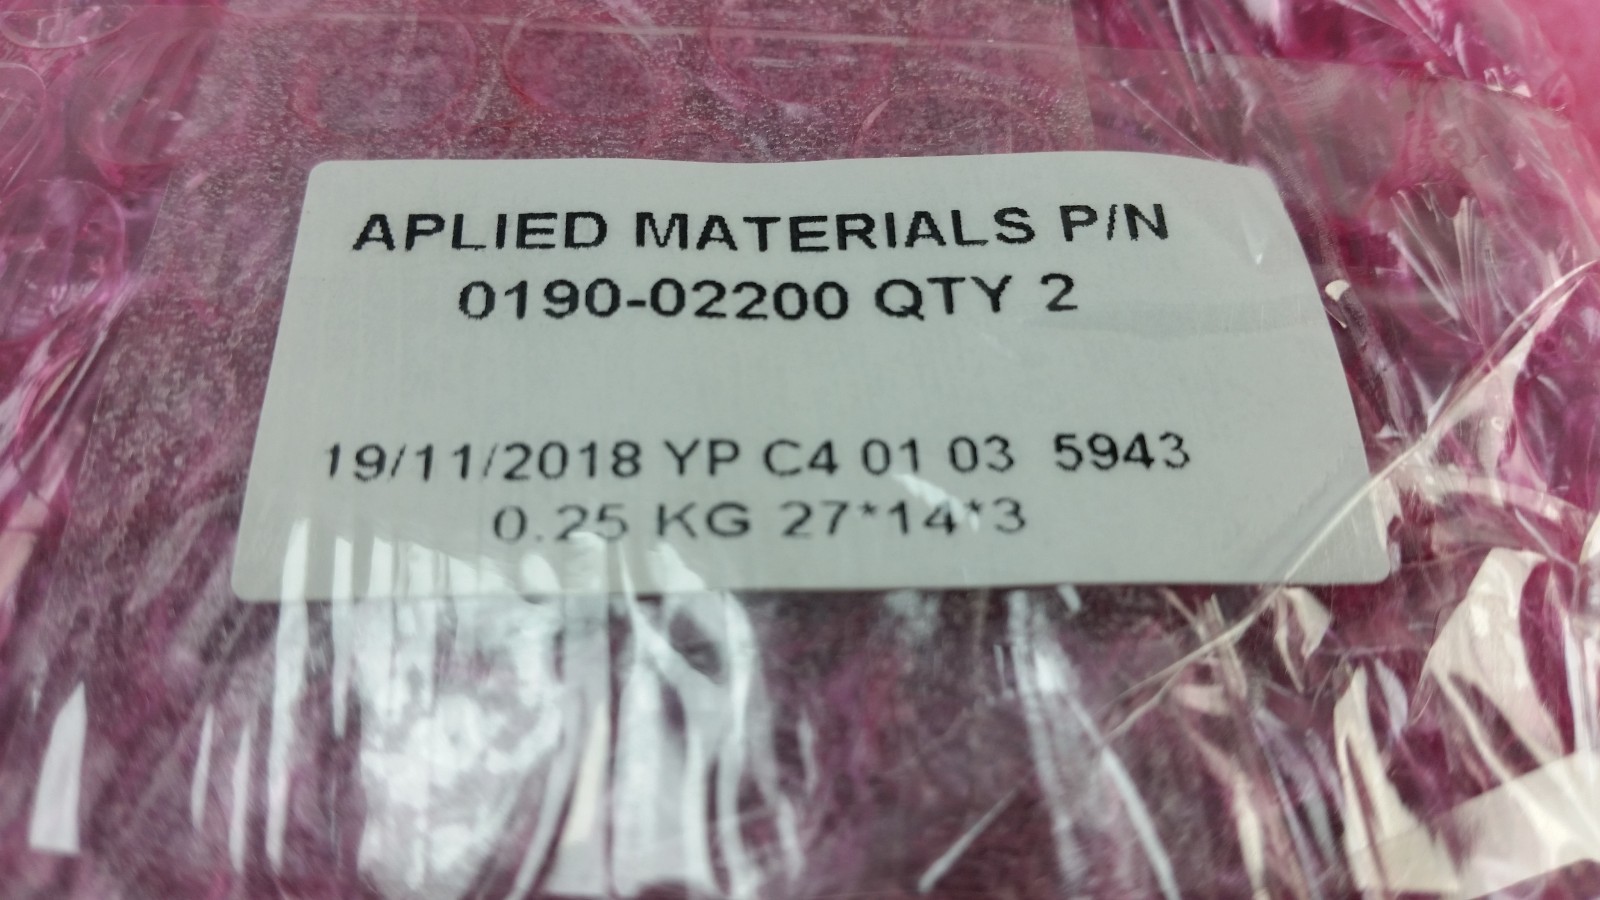 APLIED MATERIALS P/N
0190-02200 QTY 2
19/11/2018 YP C4 01 03 5943
0.25 KG 27*14*3